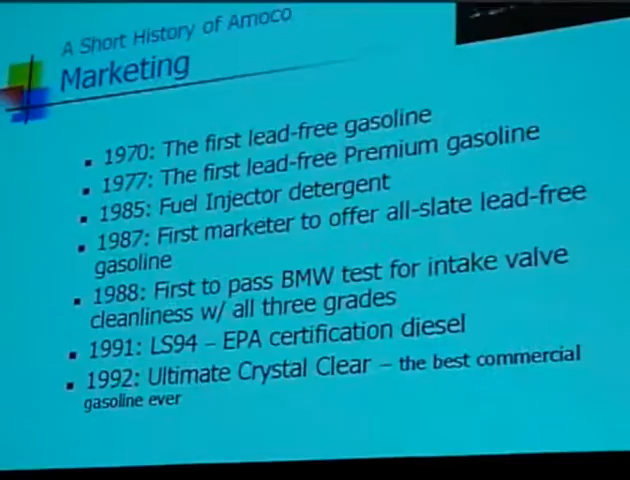 A Short History of Amoco
Marketing
▪ 1970: The first lead-free gasoline
▪ 1977: The first lead-free Premium gasoline
▪ 1985: Fuel Injector detergent
▪ 1987: First marketer to offer all-slate lead-free
gasoline
▪ 1988: First to pass BMW test for intake valve
cleanliness w/ all three grades
▪ 1991: LS94 – EPA certification diesel
▪ 1992: Ultimate Crystal Clear – the best commercial
gasoline ever